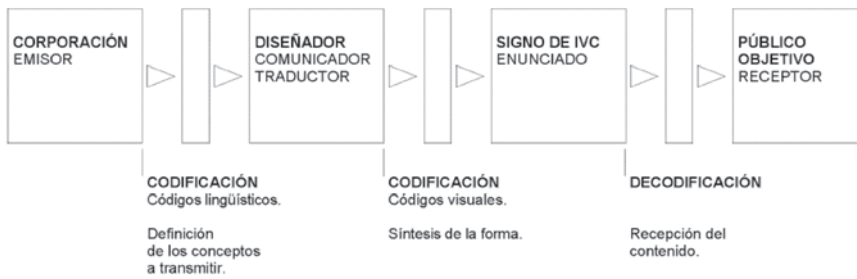 CORPORACIÓN
EMISOR
DISEÑADOR
COMUNICADOR
TRADUCTOR
SIGNO DE IVC
ENUNCIADO
PÚBLICO
OBJETIVO
RECEPTOR
CODIFICACIÓN
Códigos lingüísticos.
Definición
de los conceptos
a transmitir.
CODIFICACIÓN
Códigos visuales.
Síntesis de la forma.
DECODIFICACIÓN
Recepción del
contenido.